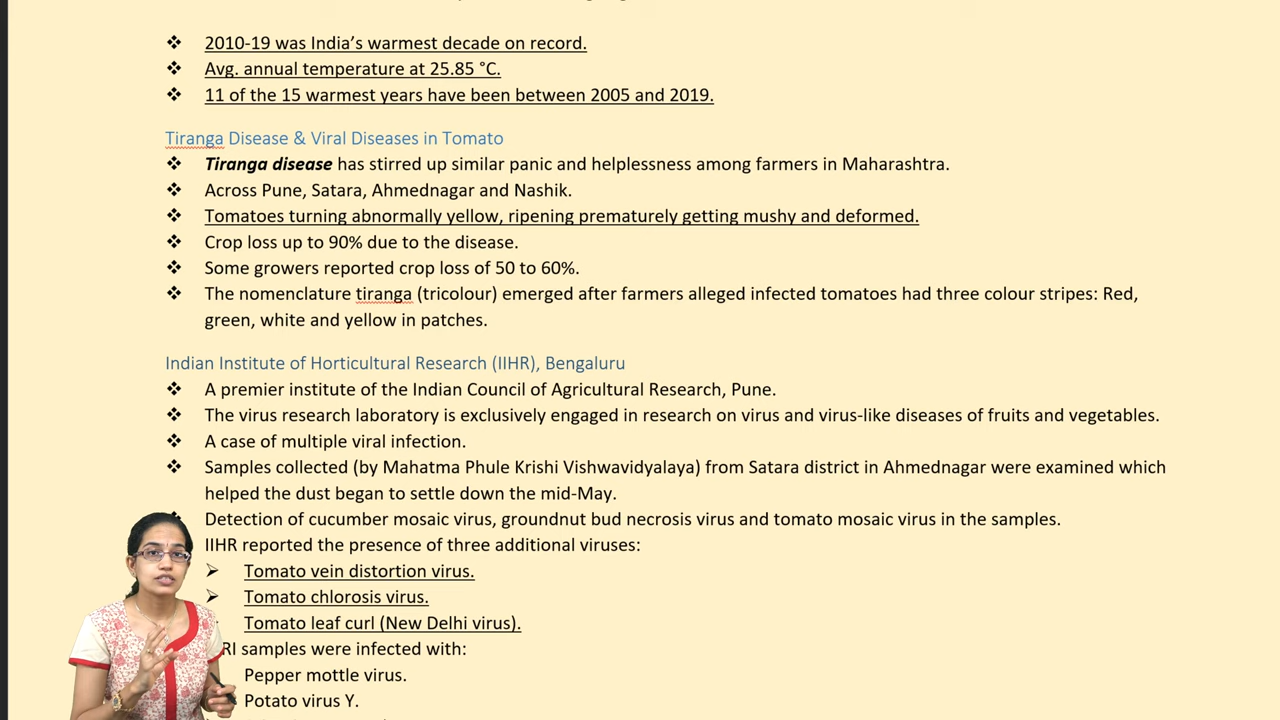 ❖ 2010-19 was India’s warmest decade on record.
❖ Avg. annual temperature at 25.85 °C.
❖ 11 of the 15 warmest years have been between 2005 and 2019.
Tiranga Disease & Viral Diseases in Tomato
❖ Tiranga disease has stirred up similar panic and helplessness among farmers in Maharashtra.
❖ Across Pune, Satara, Ahmednagar and Nashik.
❖ Tomatoes turning abnormally yellow, ripening prematurely getting mushy and deformed.
❖ Crop loss up to 90% due to the disease.
❖ Some growers reported crop loss of 50 to 60%.
❖ The nomenclature tiranga (tricolour) emerged after farmers alleged infected tomatoes had three colour stripes: Red,
green, white and yellow in patches.
Indian Institute of Horticultural Research (IIHR), Bengaluru
❖ A premier institute of the Indian Council of Agricultural Research, Pune.
❖ The virus research laboratory is exclusively engaged in research on virus and virus-like diseases of fruits and vegetables.
❖ A case of multiple viral infection.
❖ Samples collected (by Mahatma Phule Krishi Vishwavidyalaya) from Satara district in Ahmednagar were examined which
helped the dust began to settle down the mid-May.
Detection of cucumber mosaic virus, groundnut bud necrosis virus and tomato mosaic virus in the samples.
IIHR reported the presence of three additional viruses:
➢ Tomato vein distortion virus.
➢ Tomato chlorosis virus.
Tomato leaf curl (New Delhi virus).
samples were infected with:
Pepper mottle virus.
Potato virus Y.